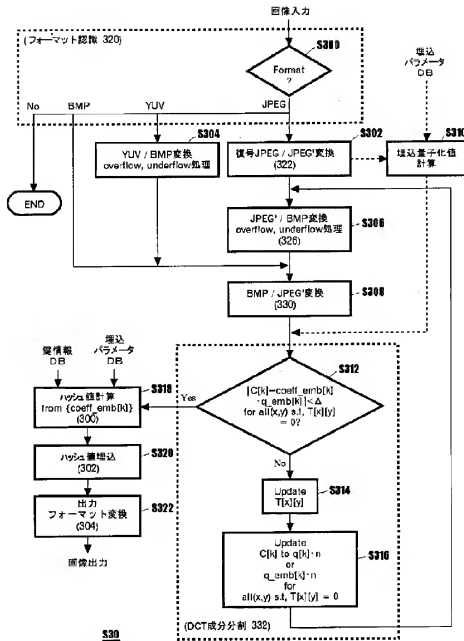 画像入力
(フォーマット認識 320)
S300
Format
?
No
BMP
YUV
JPEG
埋込
パラメータ
DB
S304
S302
S310
YUV / BMP変換
overflow, underflow処理
復号JPEG / JPEG'変換
(322)
埋込量子化値
計算
END
S306
JPEG' / BMP変換
overflow, underflow処理
(326)
S308
BMP / JPEG'変換
(330)
鍵情報
DB
埋込
パラメータ
DB
S312
|C[k]-coeff_emb[k]
·q_emb[k]|<Δ
for all(x,y) s.t, T[x][y]
= 0?
Yes
No
S318
ハッシュ値計算
from {coeff_emb[k]}
(300)
S320
ハッシュ値埋込
(302)
S322
出力
フォーマット変換
(304)
画像出力
S314
Update
T[x][y]
S316
Update
C[k] to q[k]·n
or
q_emb[k]·n
for
all(x,y) s.t, T[x][y] = 0
(DCT成分分割 332)
S30